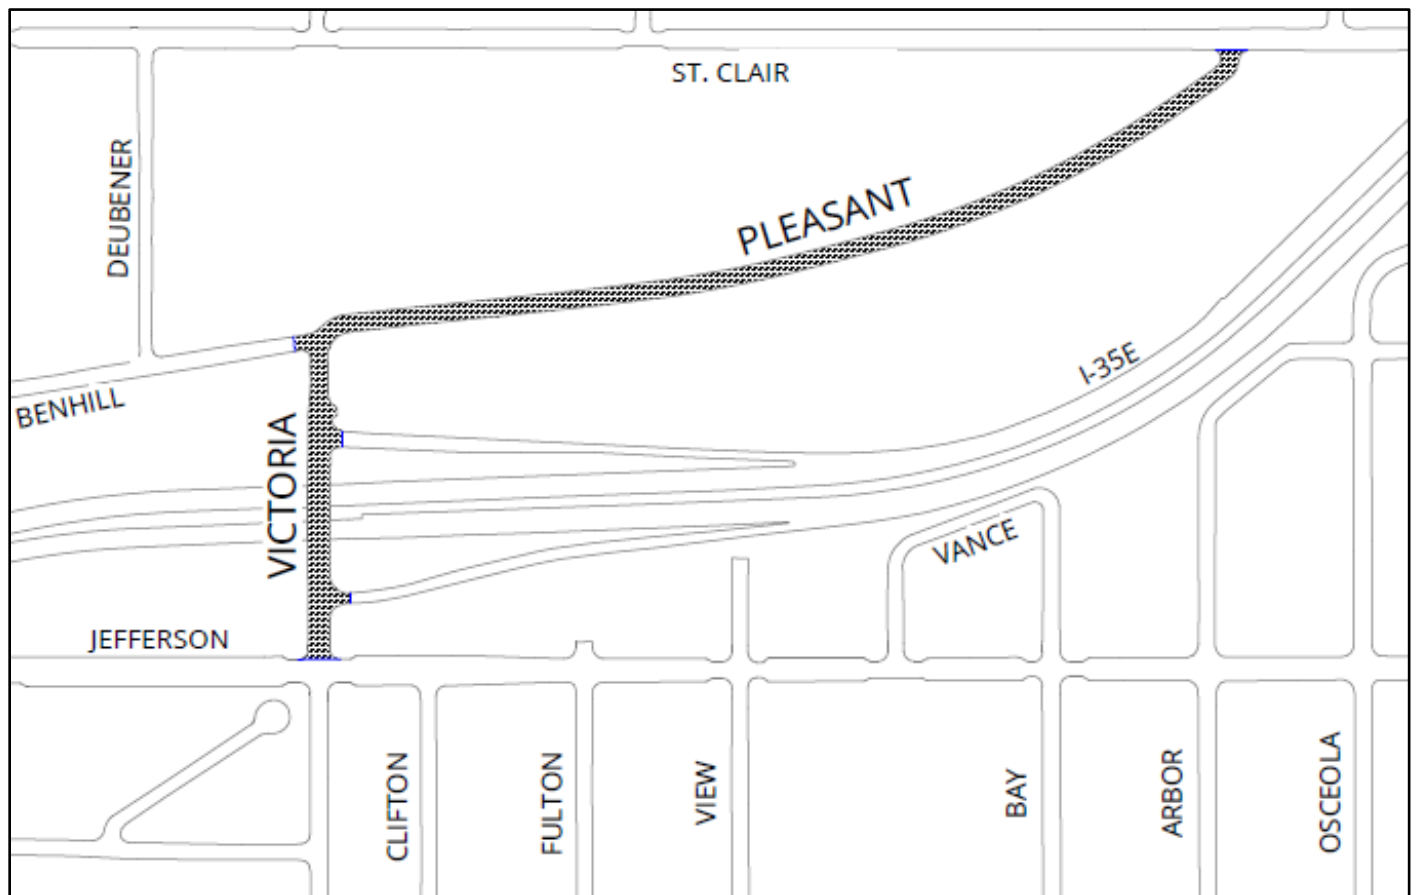 ST. CLAIR
DEUBENER
PLEASANT
I-35E
BENHILL
VICTORIA
VANCE
JEFFERSON
CLIFTON
FULTON
VIEW
BAY
ARBOR
OSCEOLA